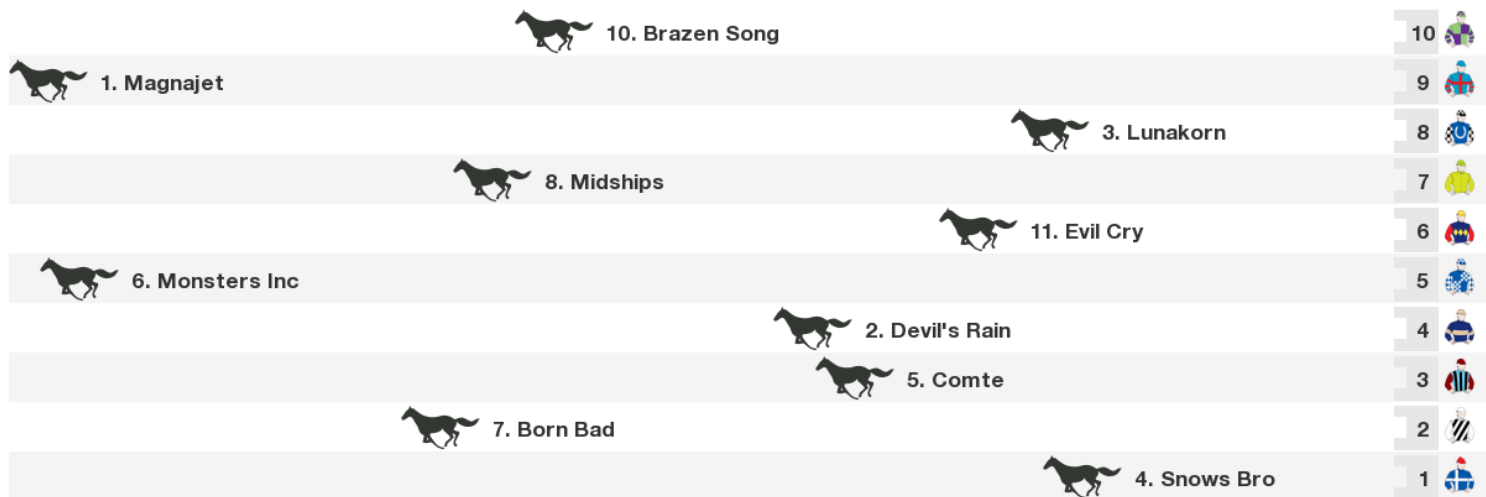 10. Brazen Song 10
1. Magnajet 9
3. Lunakorn 8
8. Midships 7
11. Evil Cry 6
6. Monsters Inc 5
2. Devil's Rain 4
5. Comte 3
7. Born Bad 2
4. Snows Bro 1